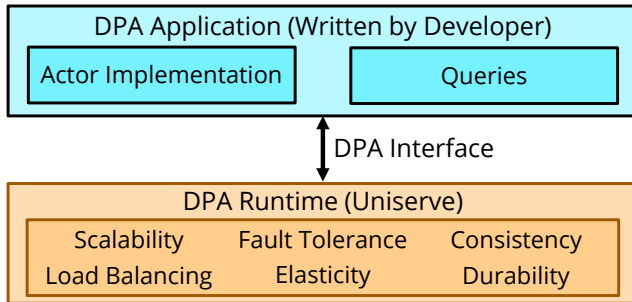 DPA Application (Written by Developer)
Actor Implementation
Queries
DPA Interface
DPA Runtime (Uniserve)
Scalability Fault Tolerance Consistency
Load Balancing Elasticity Durability